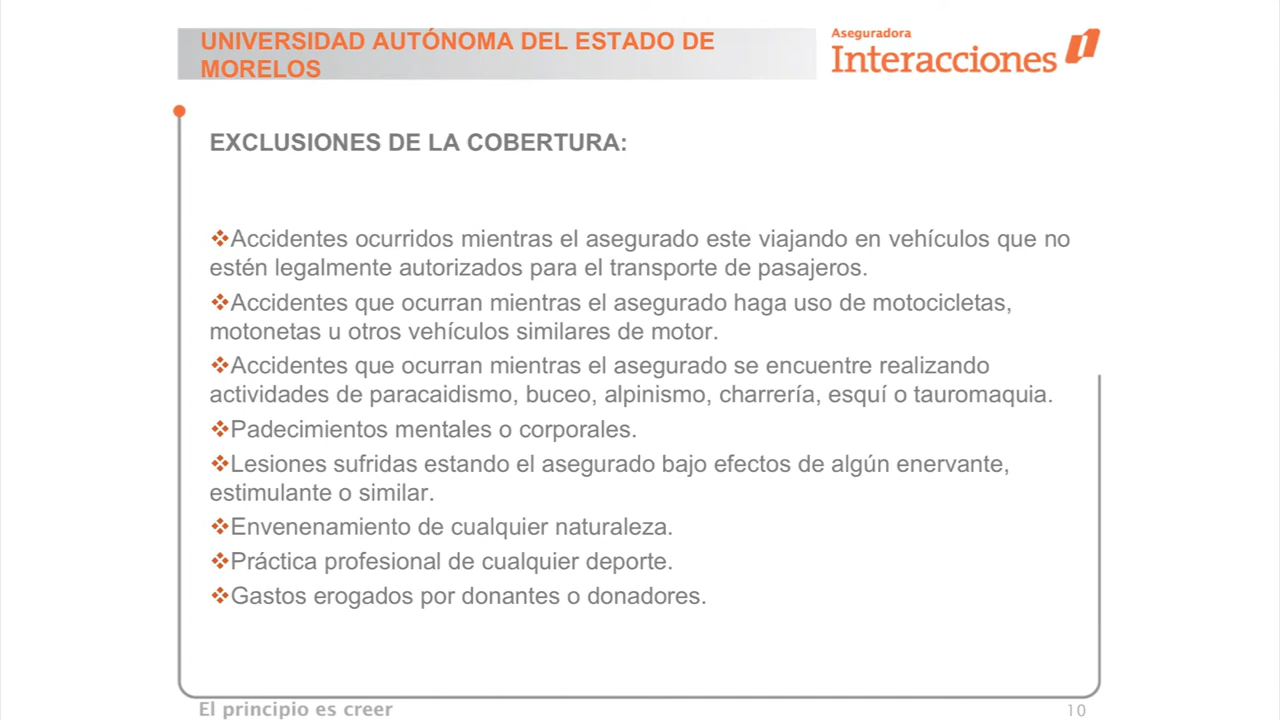 UNIVERSIDAD AUTÓNOMA DEL ESTADO DE
MORELOS
Aseguradora
Interacciones
EXCLUSIONES DE LA COBERTURA:
❖Accidentes ocurridos mientras el asegurado este viajando en vehículos que no
estén legalmente autorizados para el transporte de pasajeros.
❖Accidentes que ocurran mientras el asegurado haga uso de motocicletas,
motonetas u otros vehículos similares de motor.
❖Accidentes que ocurran mientras el asegurado se encuentre realizando
actividades de paracaidismo, buceo, alpinismo, charrería, esquí o tauromaquia.
❖Padecimientos mentales o corporales.
❖Lesiones sufridas estando el asegurado bajo efectos de algún enervante,
estimulante o similar.
❖Envenenamiento de cualquier naturaleza.
❖Práctica profesional de cualquier deporte.
❖Gastos erogados por donantes o donadores.
El principio es creer
10